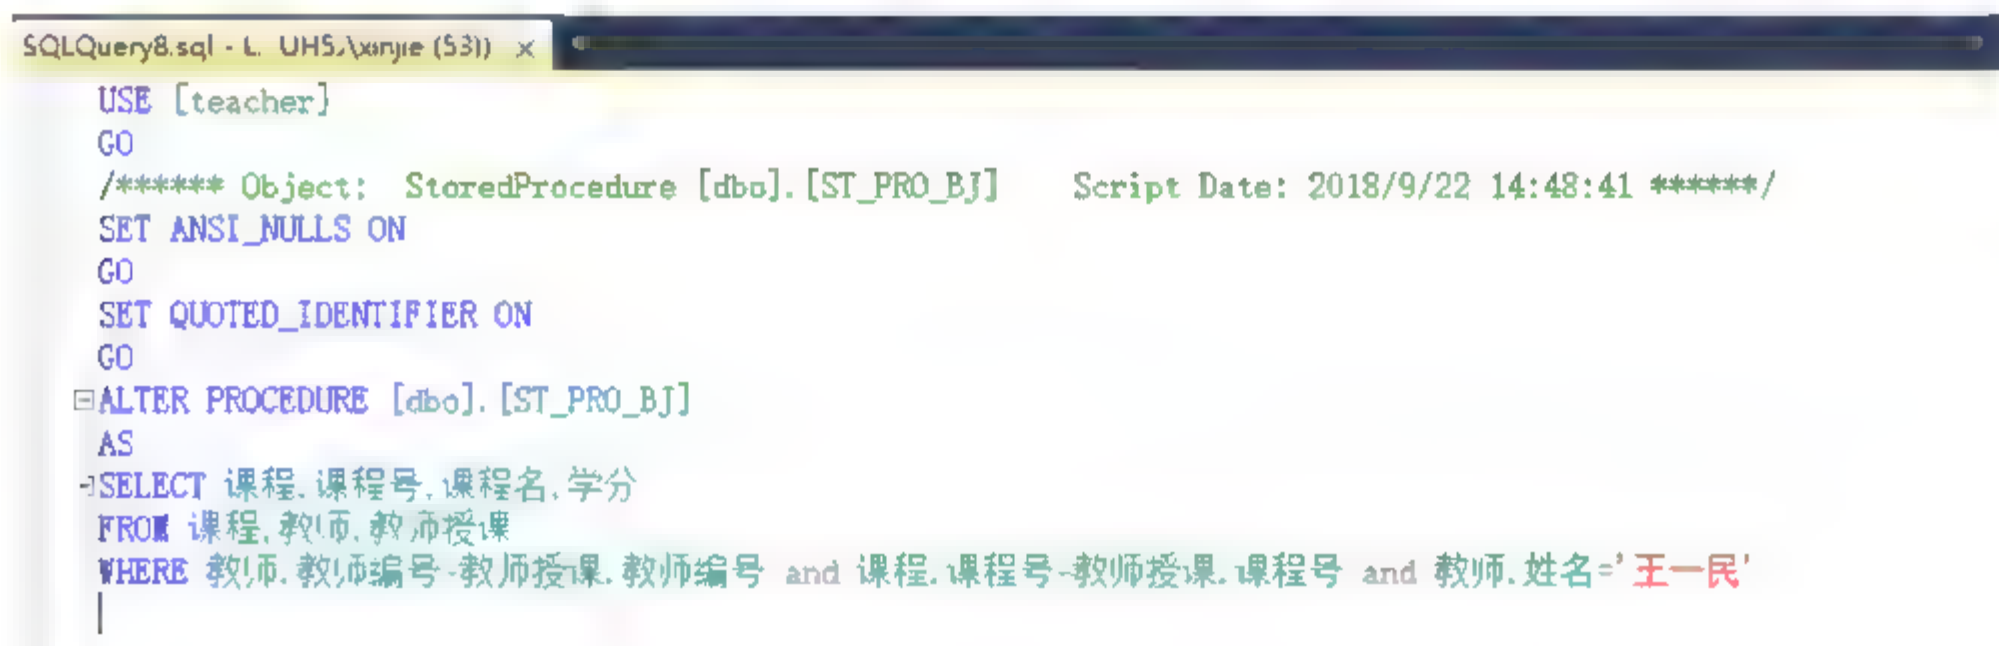 SQLQuery8.sql - L. UHS.\xinjie (53)) ×
USE [teacher]
GO
/****** Object:  StoredProcedure [dbo].[ST_PRO_BJ]    Script Date: 2018/9/22 14:48:41 ******/
SET ANSI_NULLS ON
GO
SET QUOTED_IDENTIFIER ON
GO
ALTER PROCEDURE [dbo].[ST_PRO_BJ]
AS
SELECT 课程.课程号,课程名,学分
FROM 课程,教师,教师授课
WHERE 教师.教师编号=教师授课.教师编号 and 课程.课程号=教师授课.课程号 and 教师.姓名='王一民'